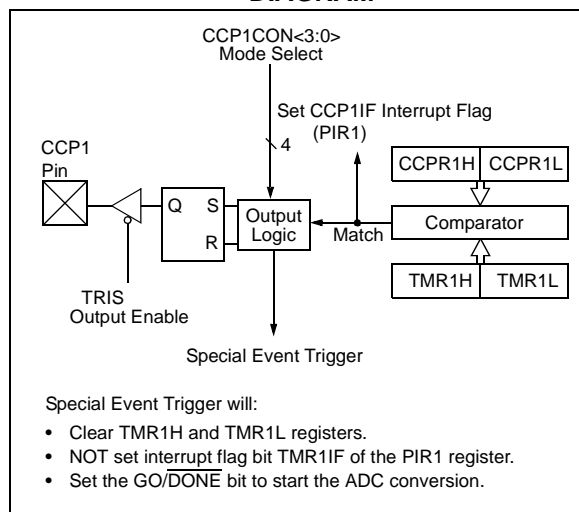 CCP1CON<3:0>
Mode Select
Set CCP1IF Interrupt Flag
(PIR1)
4
CCP1
Pin
CCPR1H CCPR1L
Q S
R
Output
Logic
Match
Comparator
TMR1H TMR1L
TRIS
Output Enable
Special Event Trigger
Special Event Trigger will:
• Clear TMR1H and TMR1L registers.
• NOT set interrupt flag bit TMR1IF of the PIR1 register.
• Set the GO/DONE bit to start the ADC conversion.